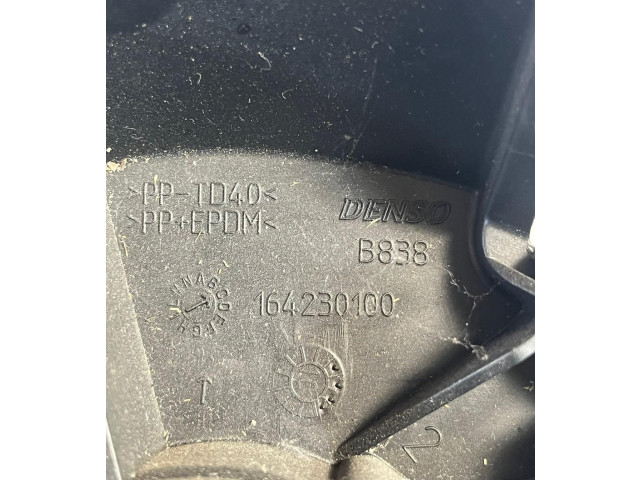 >PP-TD40<
>PP+EPDM<
DENSO
B838
164230100
1
2